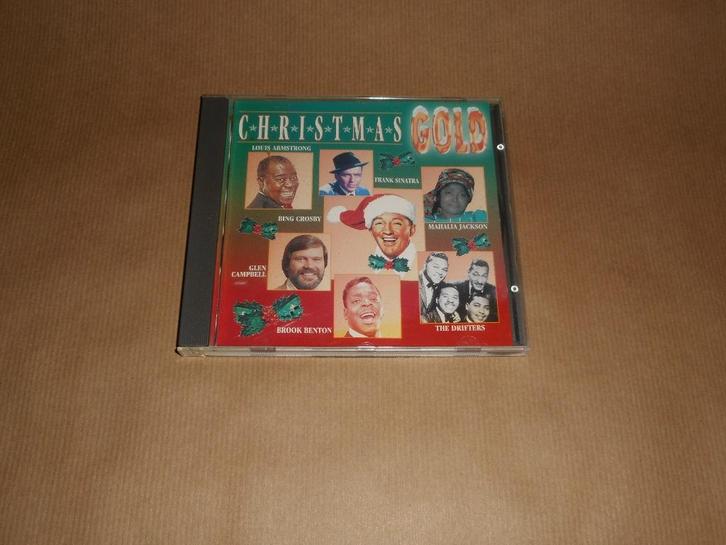 C★H★R★I★S★T★M★A★S GOLD
LOUIS ARMSTRONG
FRANK SINATRA
BING CROSBY
MAHALIA JACKSON
GLEN
CAMPBELL
BROOK BENTON
THE DRIFTERS